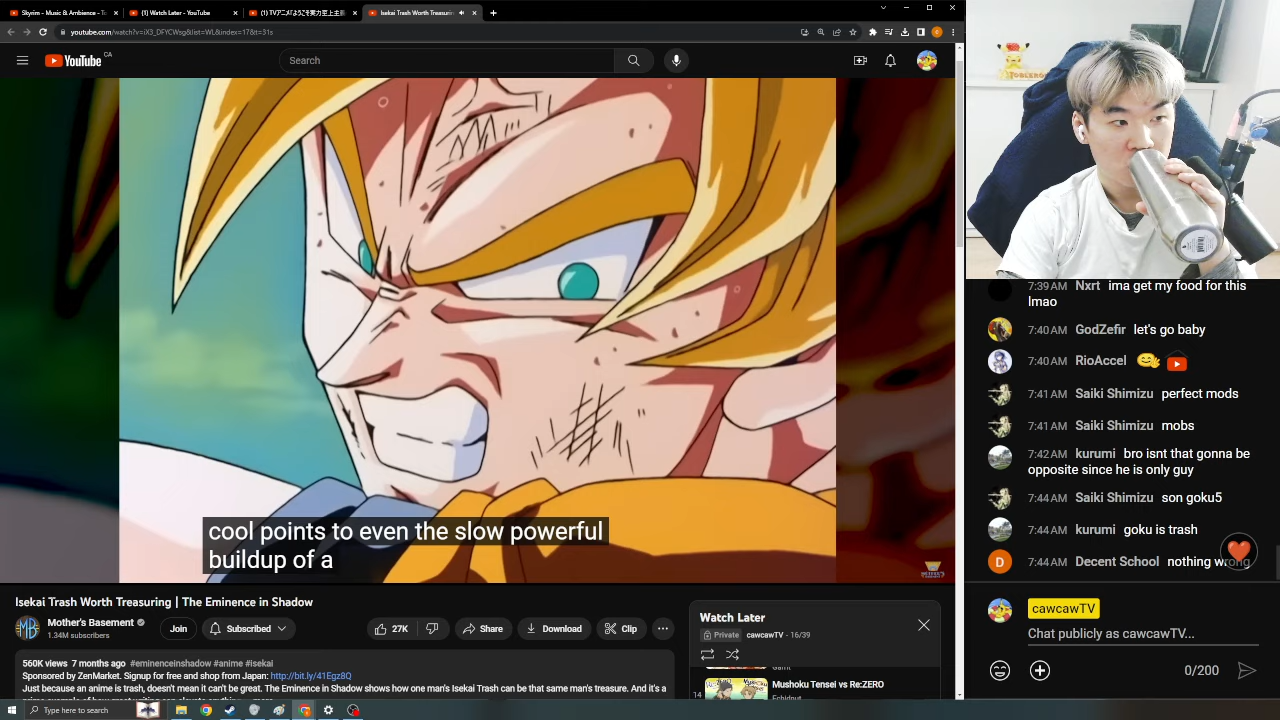 Skyrim - Music & Ambience - T
(1) Watch Later - YouTube
(1) TVアニメ『ようこそ実力至上主義
Isekai Trash Worth Treasuring
youtube.com/watch?v=iX3_DFYCWsg&list=WL&index=17&t=31s
YouTube CA
Search
cool points to even the slow powerful
buildup of a
Isekai Trash Worth Treasuring | The Eminence in Shadow
Mother's Basement
1.34M subscribers
Join
Subscribed
27K
Share
Download
Clip
560K views 7 months ago #eminenceinshadow #anime #isekai
Sponsored by ZenMarket. Signup for free and shop from Japan: http://bit.ly/41Egz8Q
Just because an anime is trash, doesn't mean it can't be great. The Eminence in Shadow shows how one man's Isekai Trash can be that same man's treasure. And it's a
Watch Later
Private cawcawTV - 16/39
14
Mushoku Tensei vs Re:ZERO
7:39 AM Nxrt ima get my food for this
lmao
7:40 AM GodZefir let's go baby
7:40 AM RioAccel
7:41 AM Saiki Shimizu perfect mods
7:41 AM Saiki Shimizu mobs
7:42 AM kurumi bro isnt that gonna be
opposite since he is only guy
7:44 AM Saiki Shimizu son goku5
7:44 AM kurumi goku is trash
D 7:44 AM Decent School nothing wrong
cawcawTV
Chat publicly as cawcawTV...
0/200
Type here to search